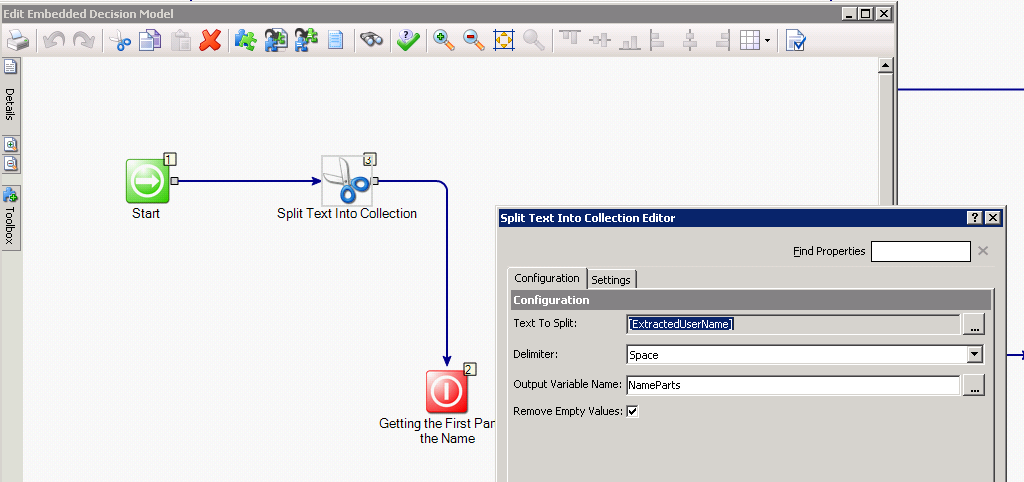 Edit Embedded Decision Model
Details
Toolbox
1
Start
3
Split Text Into Collection
2
Getting the First Par
the Name
Split Text Into Collection Editor
Find Properties
Configuration
Settings
Configuration
Text To Split:
[ExtractedUserName]
...
Delimiter:
Space
Output Variable Name:
NameParts
...
Remove Empty Values: